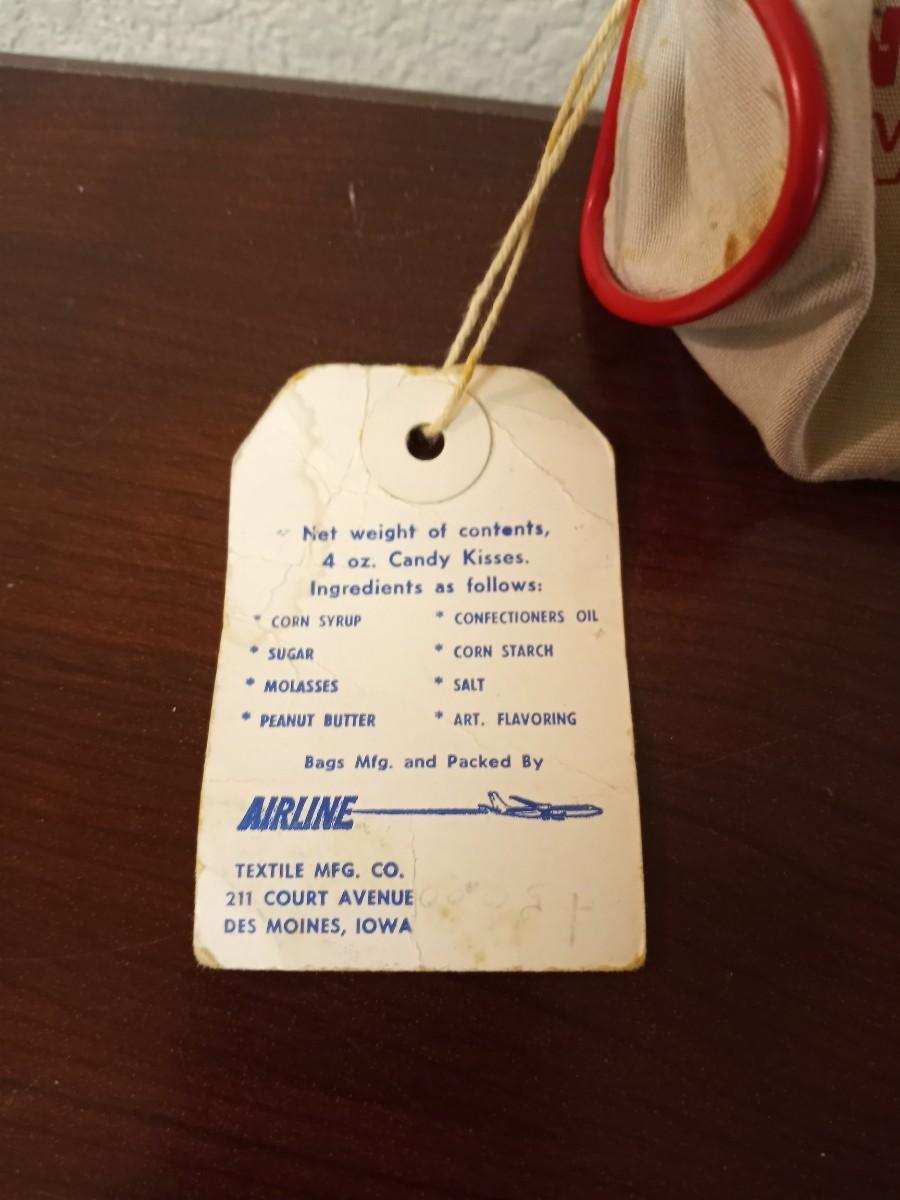 Net weight of contents,
4 oz. Candy Kisses.
Ingredients as follows:
* CORN SYRUP
* SUGAR
* MOLASSES
* PEANUT BUTTER
* CONFECTIONERS OIL
* CORN STARCH
* SALT
* ART. FLAVORING
Bags Mfg. and Packed By
AIRLINE
TEXTILE MFG. CO.
211 COURT AVENUE
DES MOINES, IOWA